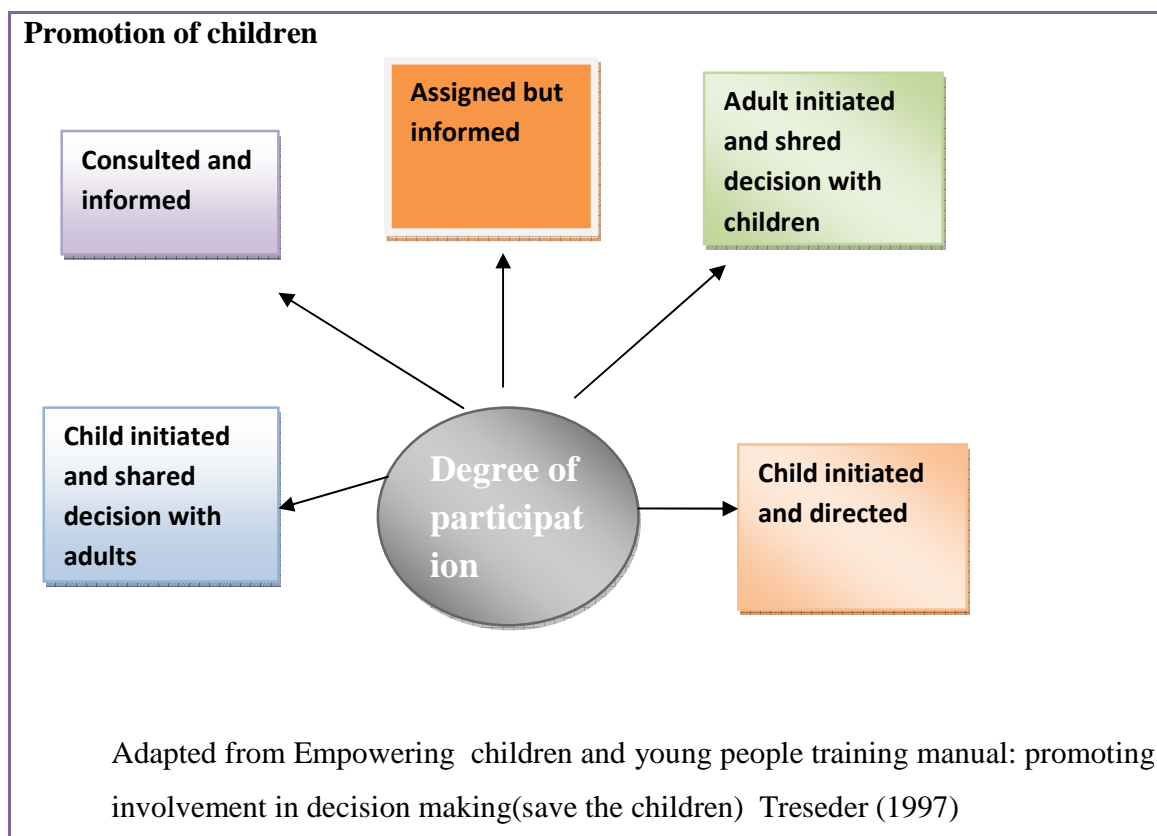 Promotion of children
Assigned but
informed
Adult initiated
and shred
decision with
children
Consulted and
informed
Child initiated
and shared
decision with
adults
Degree of
participat
ion
Child initiated
and directed
Adapted from Empowering children and young people training manual: promoting
involvement in decision making(save the children) Treseder (1997)